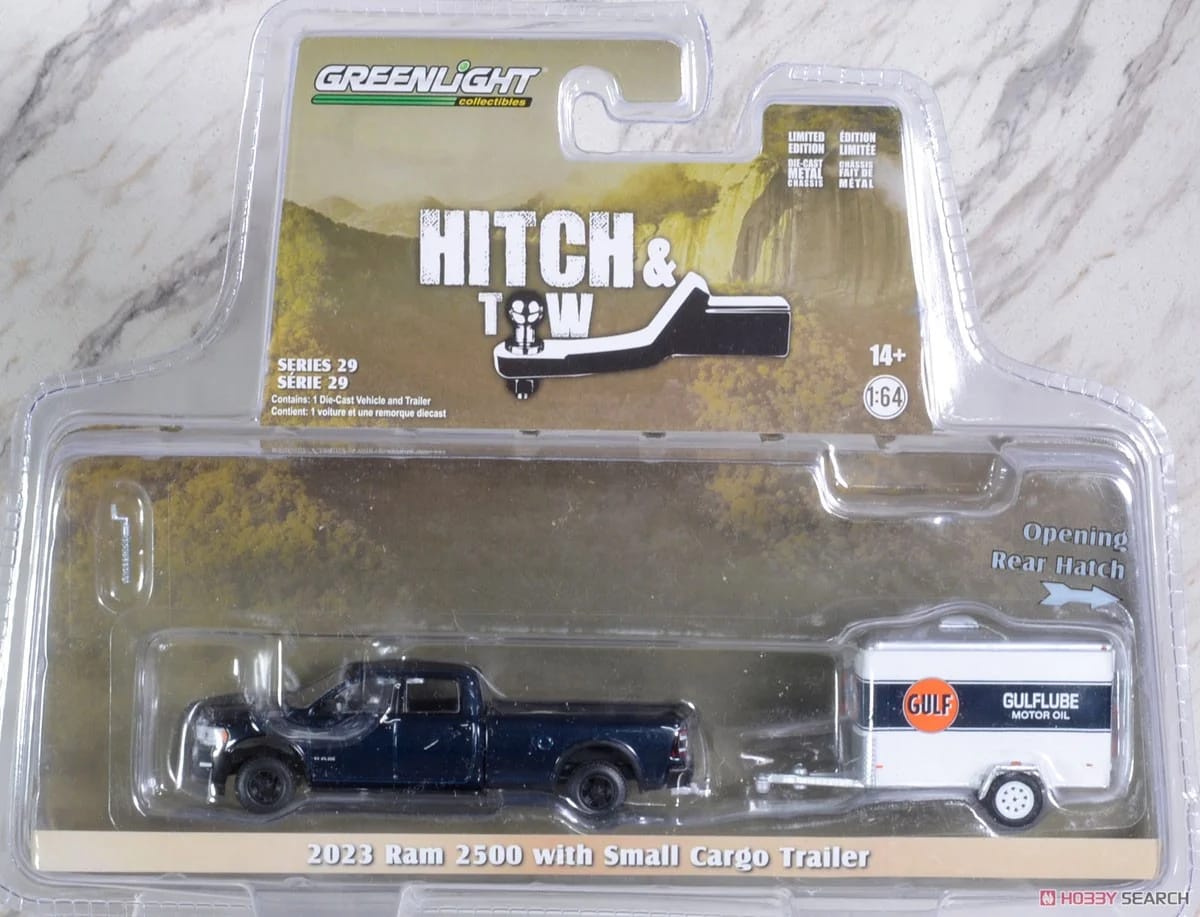 GREENLiGHT
collectibles
LIMITED
EDITION
DIE-CAST
METAL
CHASSIS
ÉDITION
LIMITÉE
CHÂSSIS
FAIT DE
MÉTAL
HITCH &
TOW
SERIES 29
SÉRIE 29
Contains: 1 Die-Cast Vehicle and Trailer
Contient: 1 voiture et une remorque diecast
14+
1:64
Opening
Rear Hatch
GULF
GULFLUBE
MOTOR OIL
2023 Ram 2500 with Small Cargo Trailer
HOBBY SEARCH